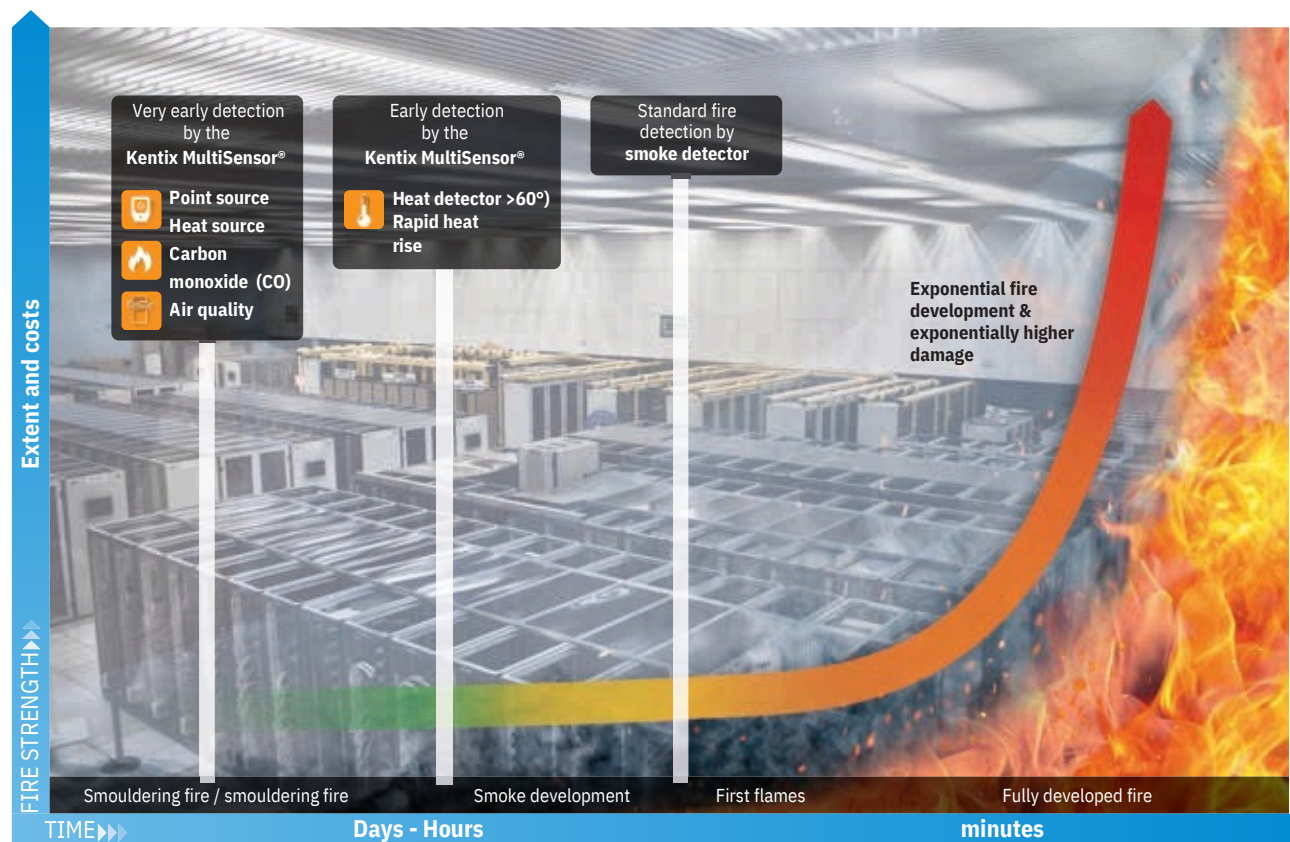 Very early detection
by the
Kentix MultiSensor®
Point source
Heat source
Carbon
monoxide (CO)
Air quality
Early detection
by the
Kentix MultiSensor®
Heat detector >60°)
Rapid heat
rise
Standard fire
detection by
smoke detector
Exponential fire
development &
exponentially higher
damage
Extent and costs
FIRE STRENGTH
Smouldering fire / smouldering fire
Smoke development
First flames
Fully developed fire
TIME
Days - Hours
minutes